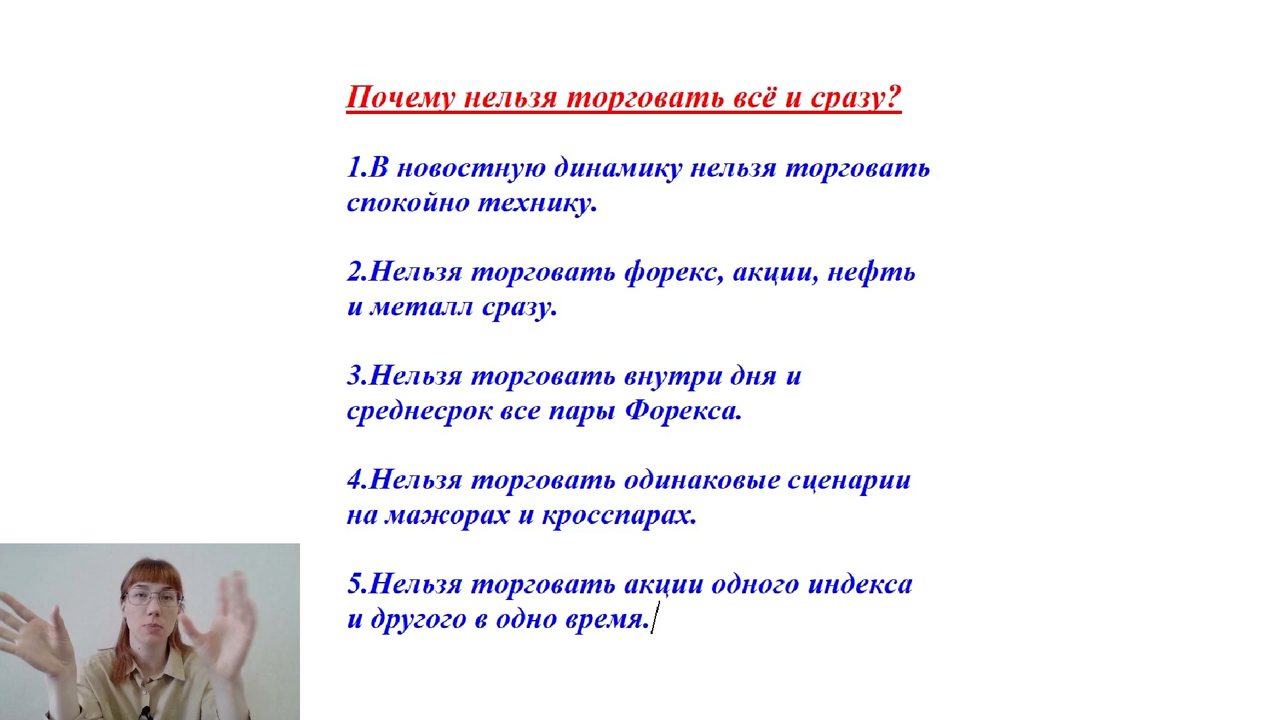 Почему нельзя торговать всё и сразу?
1.В новостную динамику нельзя торговать
спокойно технику.
2.Нельзя торговать форекс, акции, нефть
и металл сразу.
3.Нельзя торговать внутри дня и
среднесрок все пары Форекса.
4.Нельзя торговать одинаковые сценарии
на мажорах и кросспарах.
5.Нельзя торговать акции одного индекса
и другого в одно время.